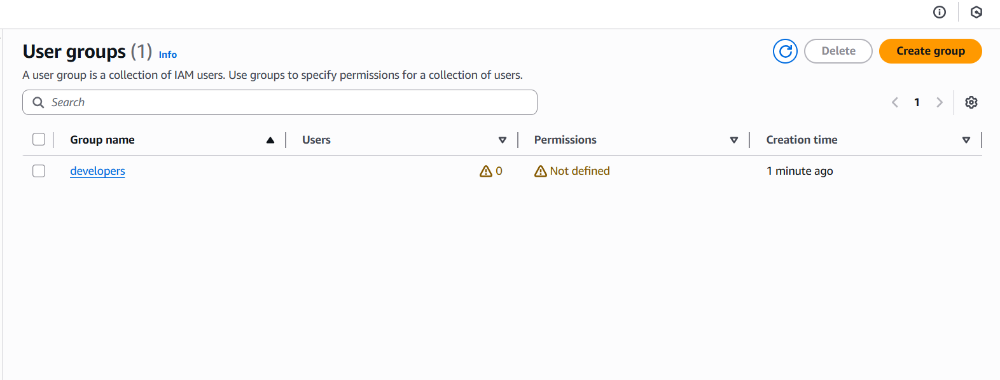 User groups (1) Info
Delete
Create group
A user group is a collection of IAM users. Use groups to specify permissions for a collection of users.
Search
1
Group name
Users
Permissions
Creation time
developers
0
Not defined
1 minute ago